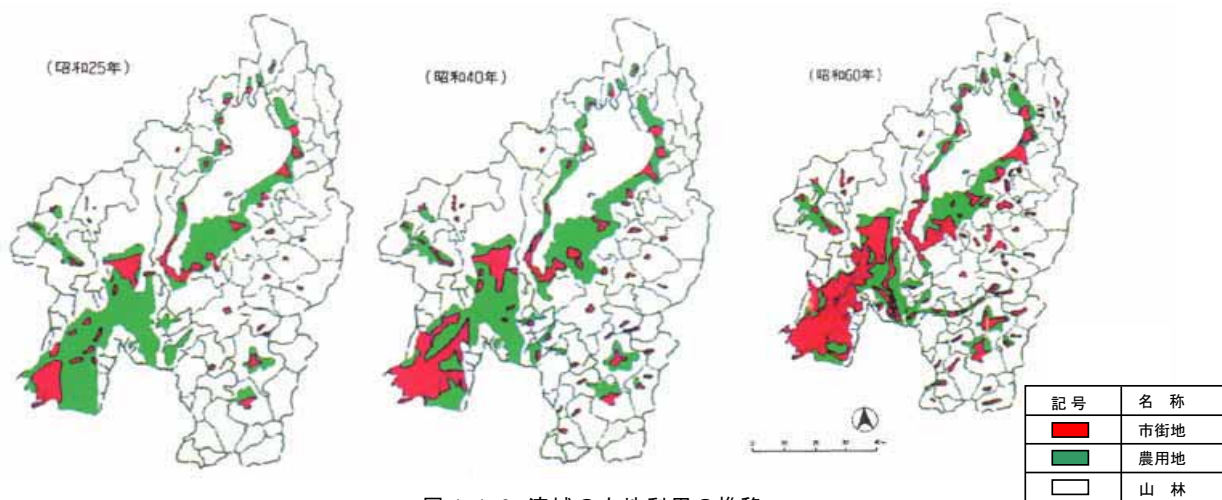 (昭和25年)
(昭和40年)
(昭和60年)
記号 名 称
市街地
農用地
山 林